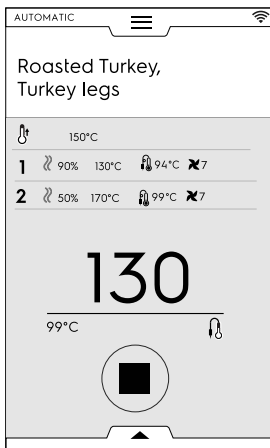 AUTOMATIC
Roasted Turkey,
Turkey legs
150°C
1 90% 130°C 94°C 7
2 50% 170°C 99°C 7
130
99°C